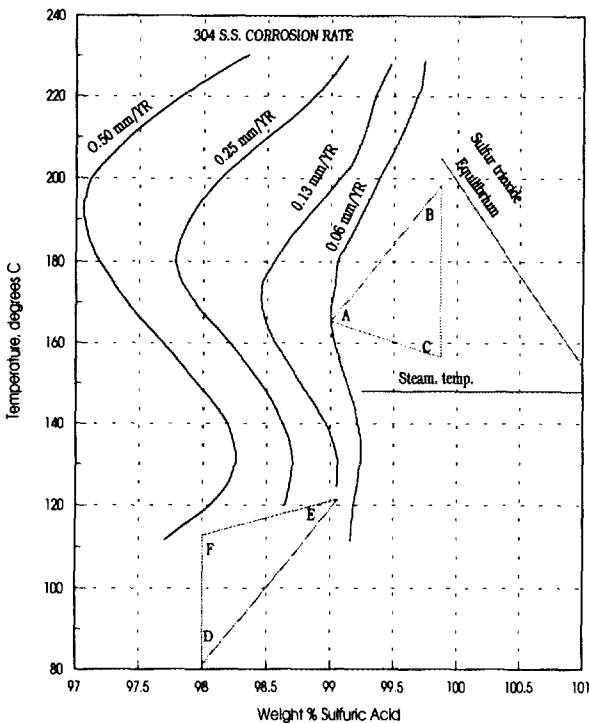 304 S.S. CORROSION RATE
0.50 mm/YR
0.25 mm/YR
0.13 mm/YR
0.06 mm/YR
Sulfur trioxide
Equilibrium
B
A
C
Steam. temp.
E
F
D
Temperature, degrees C
240
220
200
180
160
140
120
100
80
97
97.5
98
98.5
99
99.5
100
100.5
101
Weight % Sulfuric Acid